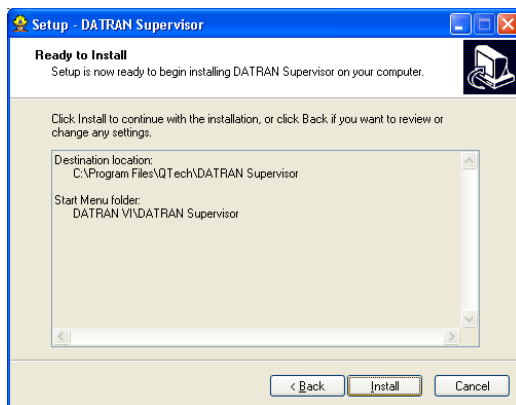 Setup - DATRAN Supervisor
Ready to Install
Setup is now ready to begin installing DATRAN Supervisor on your computer.
Click Install to continue with the installation, or click Back if you want to review or
change any settings.
Destination location:
C:\Program Files\QTech\DATRAN Supervisor
Start Menu folder:
DATRAN VI\DATRAN Supervisor
< Back
Install
Cancel